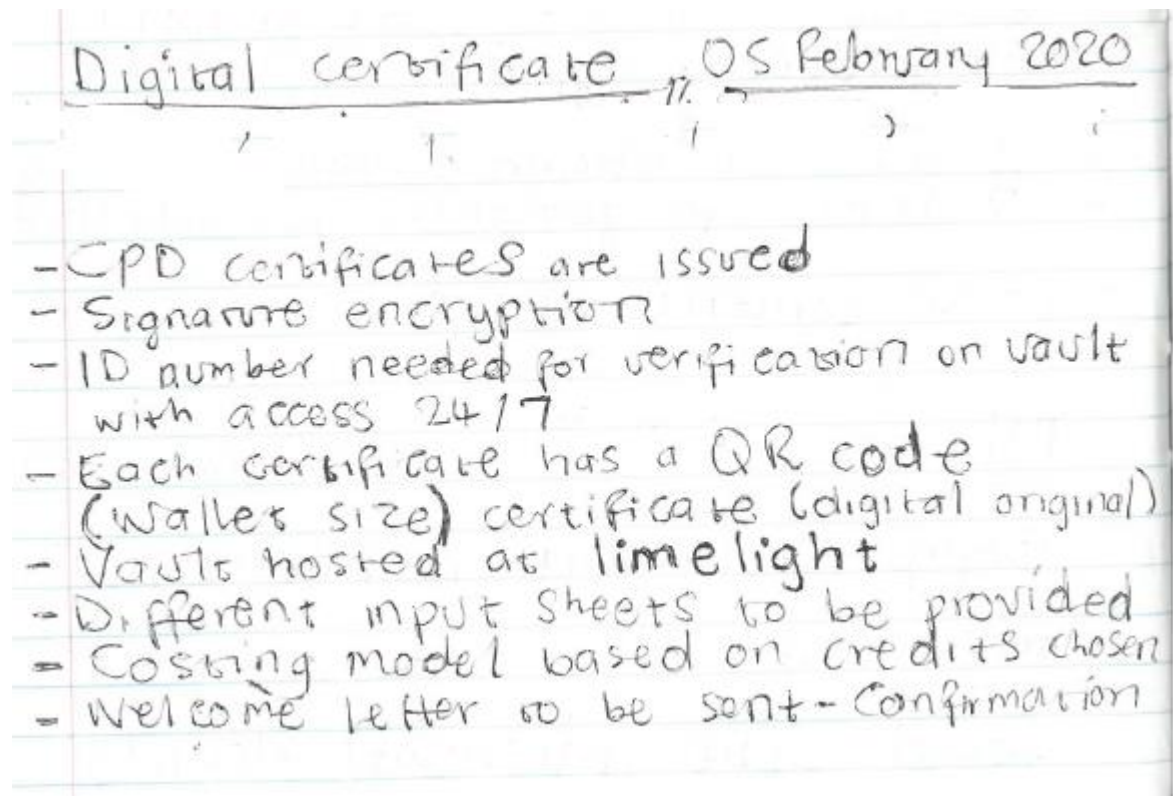 Digital certificate 05 February 2020
- CPD certificates are issued
- Signature encryption
- ID number needed for verification on vault
with access 24/7
- Each certificate has a QR code
(wallet size) certificate (digital original)
- Vault hosted at limelight
- Different input sheets to be provided
- Costing model based on credits chosen
- Welcome letter to be sent - Confirmation